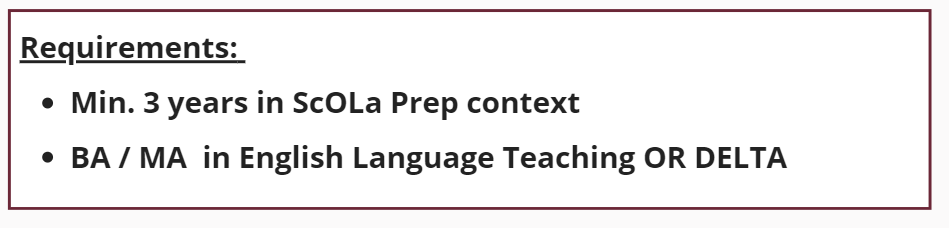 Requirements:
• Min. 3 years in ScOLa Prep context
• BA / MA  in English Language Teaching OR DELTA